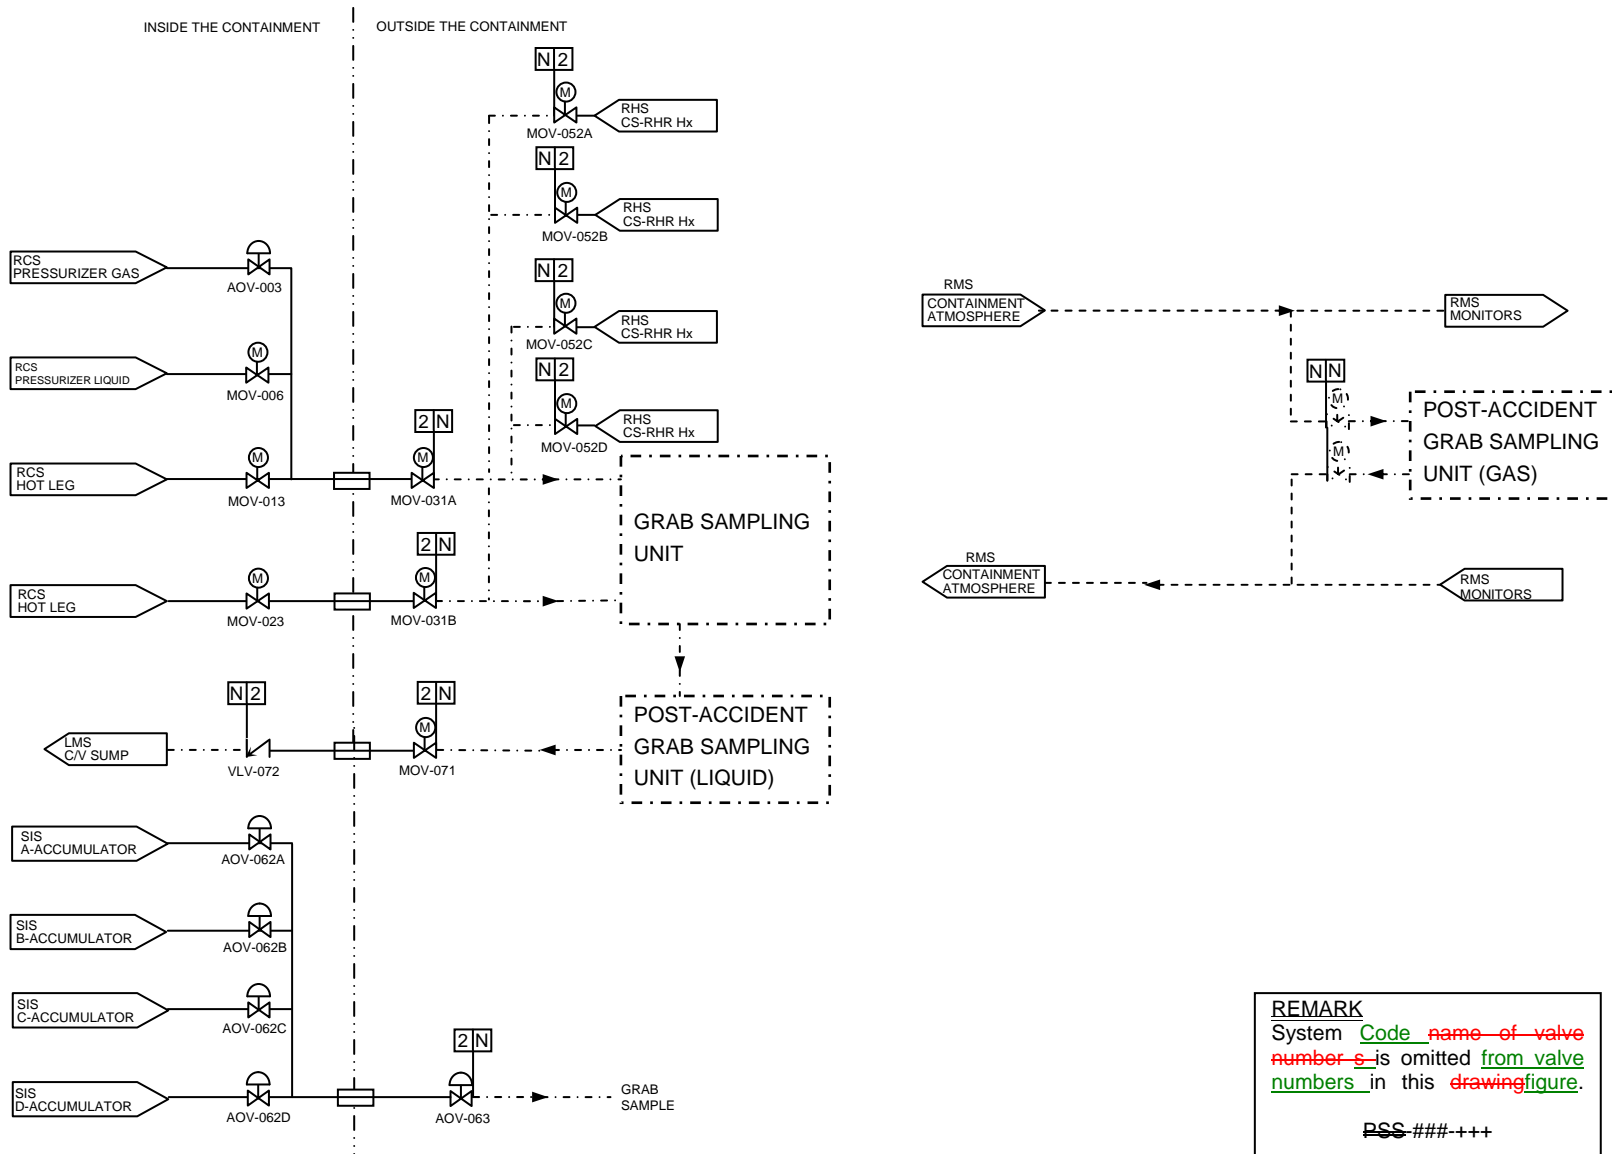 INSIDE THE CONTAINMENT
OUTSIDE THE CONTAINMENT
N 2
M
MOV-052A
RHS
CS-RHR Hx
N 2
M
MOV-052B
RHS
CS-RHR Hx
N 2
M
MOV-052C
RHS
CS-RHR Hx
N 2
M
MOV-052D
RHS
CS-RHR Hx
RCS
PRESSURIZER GAS
AOV-003
RCS
PRESSURIZER LIQUID
M
MOV-006
RCS
HOT LEG
M
MOV-013
2 N
M
MOV-031A
RCS
HOT LEG
M
MOV-023
2 N
M
MOV-031B
GRAB SAMPLING
UNIT
LMS
C/V SUMP
N 2
VLV-072
2 N
M
MOV-071
POST-ACCIDENT
GRAB SAMPLING
UNIT (LIQUID)
SIS
A-ACCUMULATOR
AOV-062A
SIS
B-ACCUMULATOR
AOV-062B
SIS
C-ACCUMULATOR
AOV-062C
SIS
D-ACCUMULATOR
AOV-062D
2 N
AOV-063
GRAB
SAMPLE
RMS
CONTAINMENT
ATMOSPHERE
RMS
MONITORS
N N
M
M
POST-ACCIDENT
GRAB SAMPLING
UNIT (GAS)
RMS
CONTAINMENT
ATMOSPHERE
RMS
MONITORS
REMARK
System Code name of valve
number s is omitted from valve
numbers in this drawingfigure.
PSS-###-+++